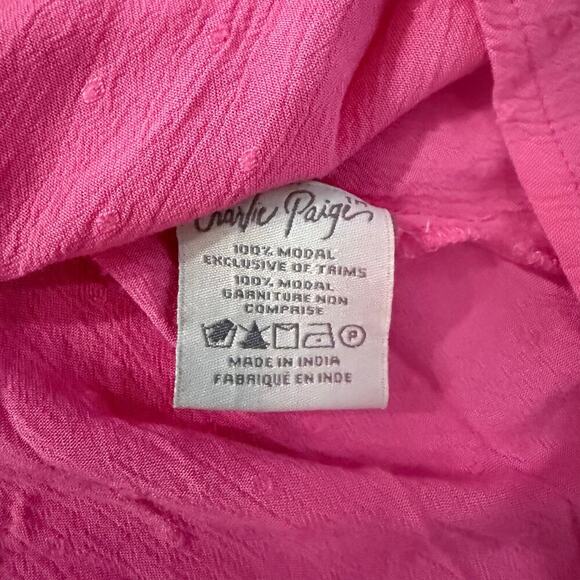 Charlie Paige
100% MODAL
EXCLUSIVE OF TRIMS
100% MODAL
GARNITURE NON
COMPRISE
P
MADE IN INDIA
FABRIQUÉ EN INDE